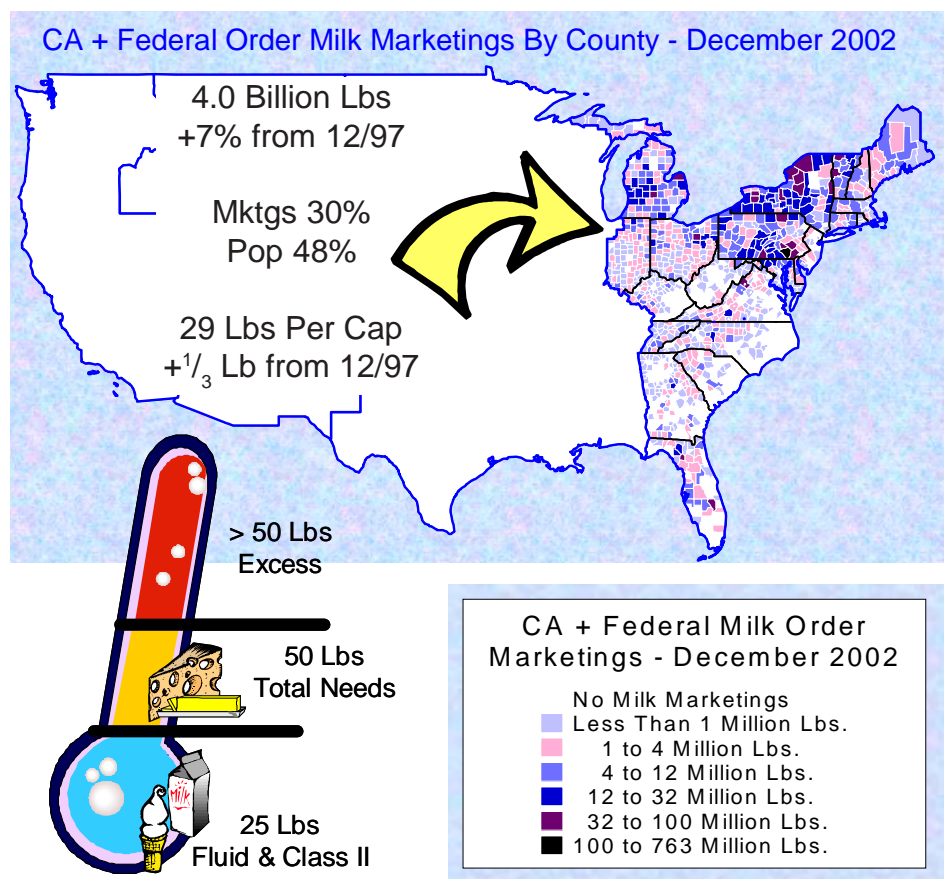 CA + Federal Order Milk Marketings By County - December 2002
4.0 Billion Lbs
+7% from 12/97
Mktgs 30%
Pop 48%
29 Lbs Per Cap
+1/3 Lb from 12/97
> 50 Lbs
Excess
50 Lbs
Total Needs
Milk
25 Lbs
Fluid & Class II
CA + Federal Milk Order
Marketings - December 2002
No Milk Marketings
Less Than 1 Million Lbs.
1 to 4 Million Lbs.
4 to 12 Million Lbs.
12 to 32 Million Lbs.
32 to 100 Million Lbs.
100 to 763 Million Lbs.